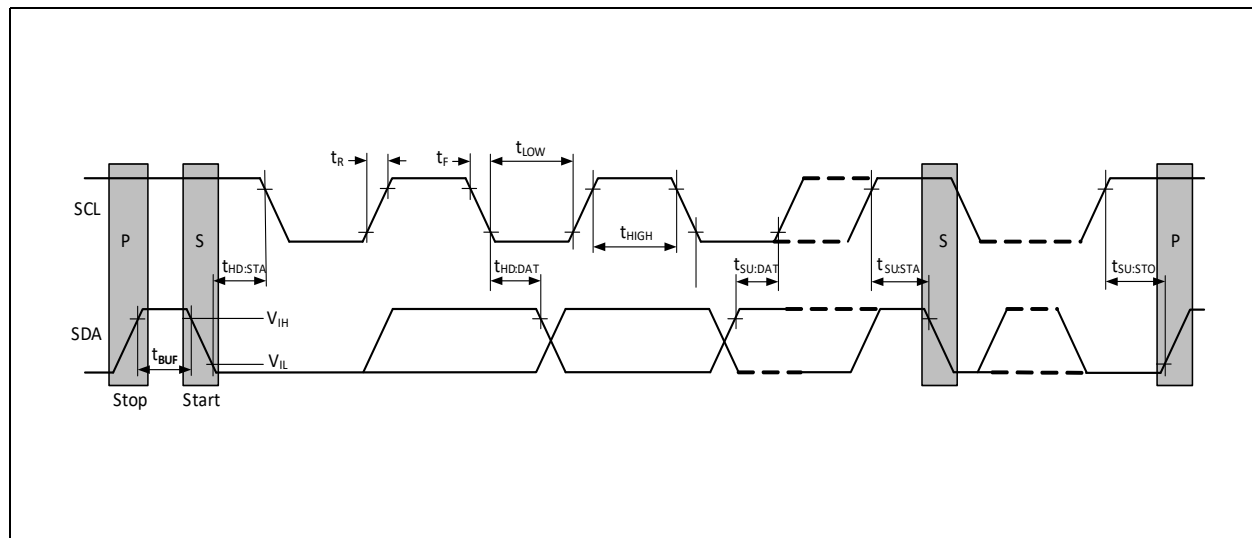 tR
tF
tLOW
SCL
P
S
tHIGH
S
P
tHD:STA
tHD:DAT
tSU:DAT
tSU:STA
tSU:STO
VIH
SDA
tBUF
VIL
Stop
Start